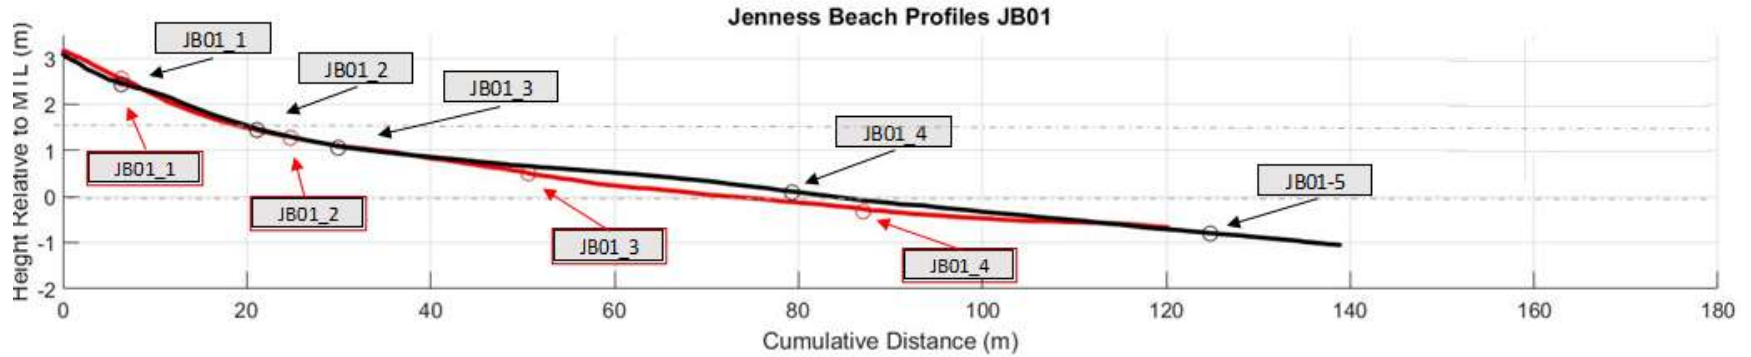 Jenness Beach Profiles JB01
Height Relative to MTL (m)
3
2
1
0
-1
-2
JB01_1
JB01_2
JB01_3
JB01_4
JB01-5
JB01_1
JB01_2
JB01_3
JB01_4
0 20 40 60 80 100 120 140 160 180
Cumulative Distance (m)